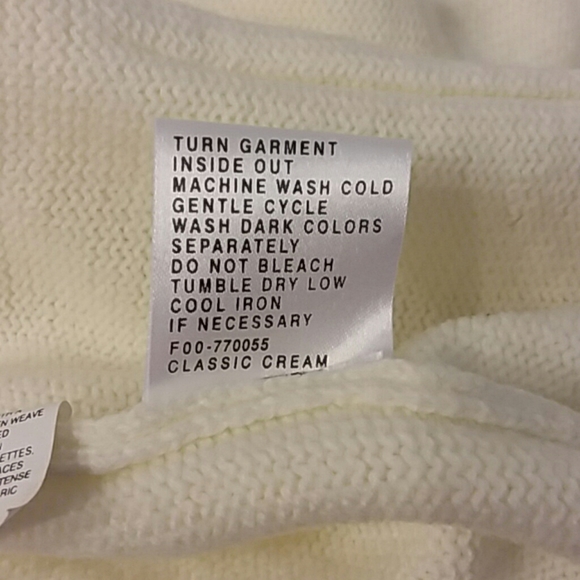 TURN GARMENT
INSIDE OUT
MACHINE WASH COLD
GENTLE CYCLE
WASH DARK COLORS
SEPARATELY
DO NOT BLEACH
TUMBLE DRY LOW
COOL IRON
IF NECESSARY
F00-770055
CLASSIC CREAM
WEAVE